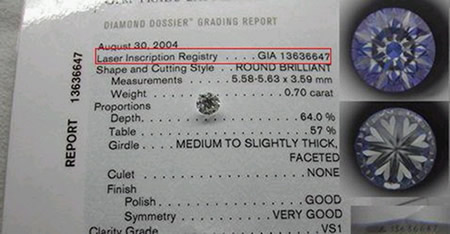 DIAMOND DOSSIER® GRADING REPORT
August 30, 2004
Laser Inscription Registry . . . . . GIA 13636647
Shape and Cutting Style . . ROUND BRILLIANT
Measurements . . . . . 5.58-5.63 x 3.59 mm
Weight . . . . . . . . . . . . . . . . 0.70 carat
Proportions
Depth . . . . . . . . . . . . . . . . . . 64.0 %
Table . . . . . . . . . . . . . . . . . . . 57 %
Girdle . . . MEDIUM TO SLIGHTLY THICK,
FACETED
Culet . . . . . . . . . . . . . . . . . . . NONE
Finish
Polish . . . . . . . . . . . . . . . . . . GOOD
Symmetry . . . . . . . . . . . VERY GOOD
Clarity Grade . . . . . . . . . . . . . . . VS1
REPORT 13636647
GIA 13636647